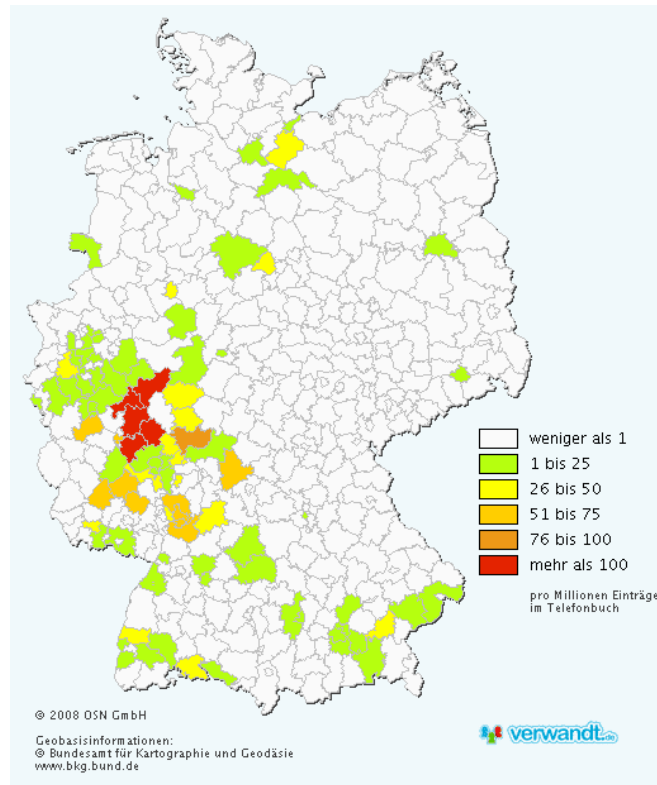 weniger als 1
1 bis 25
26 bis 50
51 bis 75
76 bis 100
mehr als 100
pro Millionen Einträge
im Telefonbuch
© 2008 OSN GmbH
Geobasisinformationen:
© Bundesamt für Kartographie und Geodäsie
www.bkg.bund.de
verwandt.de